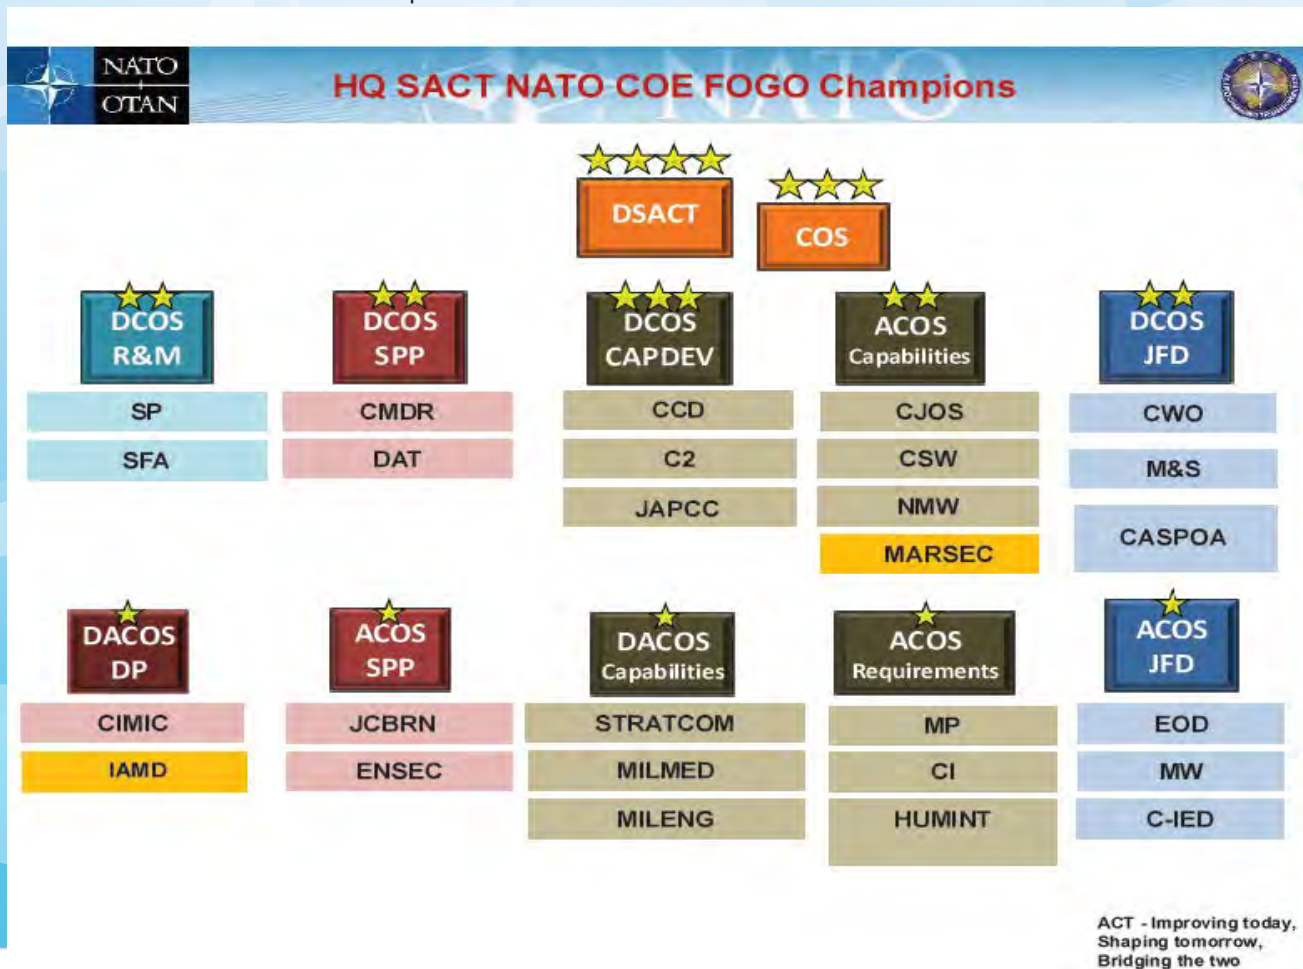 NATO
OTAN
HQ SACT NATO COE FOGO Champions
DSACT
COS
DCOS
R&M
DCOS
SPP
DCOS
CAPDEV
ACOS
Capabilities
DCOS
JFD
SP
CMDR
CCD
CJOS
CWO
SFA
DAT
C2
CSW
M&S
JAPCC
NMW
CASPOA
MARSEC
DACOS
DP
ACOS
SPP
DACOS
Capabilities
ACOS
Requirements
ACOS
JFD
CIMIC
JCBRN
STRATCOM
MP
EOD
IAMD
ENSEC
MILMED
CI
MW
MILENG
HUMINT
C-IED
ACT - Improving today,
Shaping tomorrow,
Bridging the two